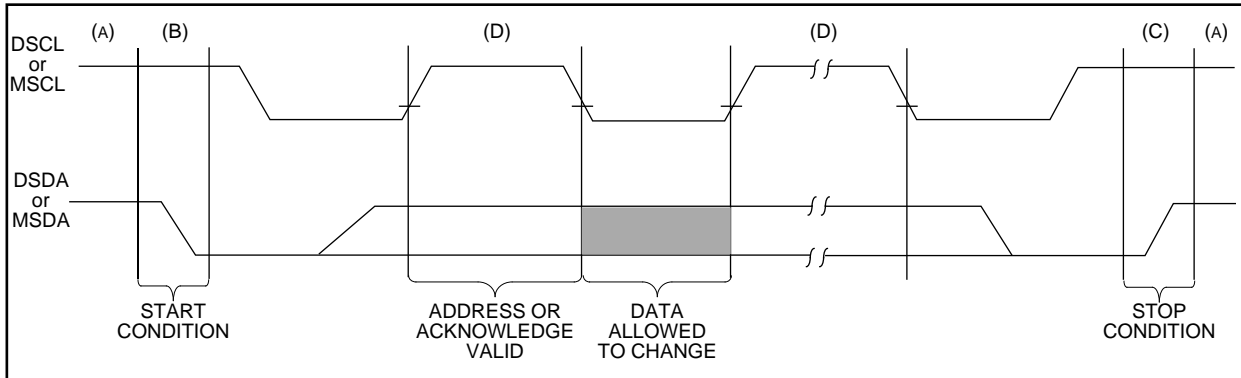 (A)
(B)
(D)
(D)
(C)
(A)
DSCL
or
MSCL
DSDA
or
MSDA
START
CONDITION
ADDRESS OR
ACKNOWLEDGE
VALID
DATA
ALLOWED
TO CHANGE
STOP
CONDITION